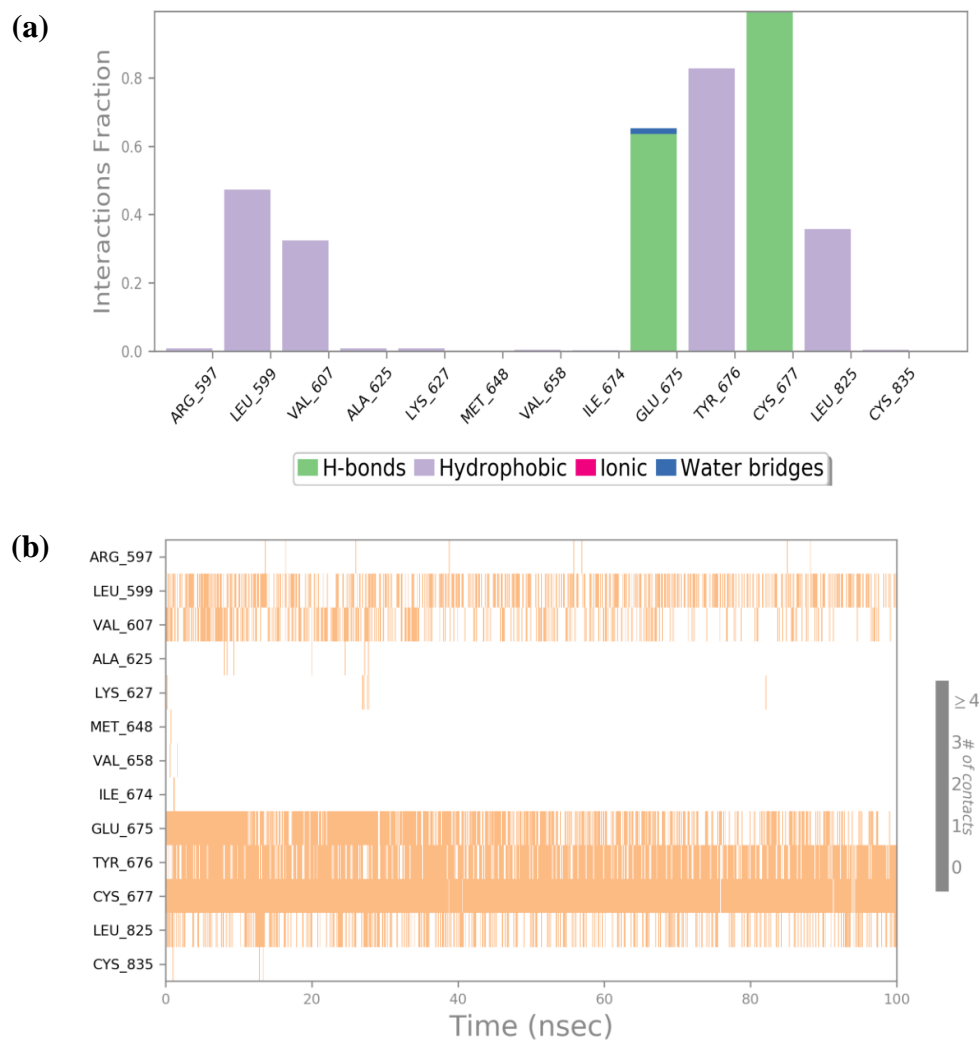 (a)
Interactions Fraction
0.8
0.6
0.4
0.2
0.0
ARG_597
LEU_599
VAL_607
ALA_625
LYS_627
MET_648
VAL_658
ILE_674
GLU_675
TYR_676
CYS_677
LEU_825
CYS_835
H-bonds Hydrophobic Ionic Water bridges
(b)
ARG_597
LEU_599
VAL_607
ALA_625
LYS_627
MET_648
VAL_658
ILE_674
GLU_675
TYR_676
CYS_677
LEU_825
CYS_835
0 20 40 60 80 100
Time (nsec)
≥4
3
2
1
0
# of contacts